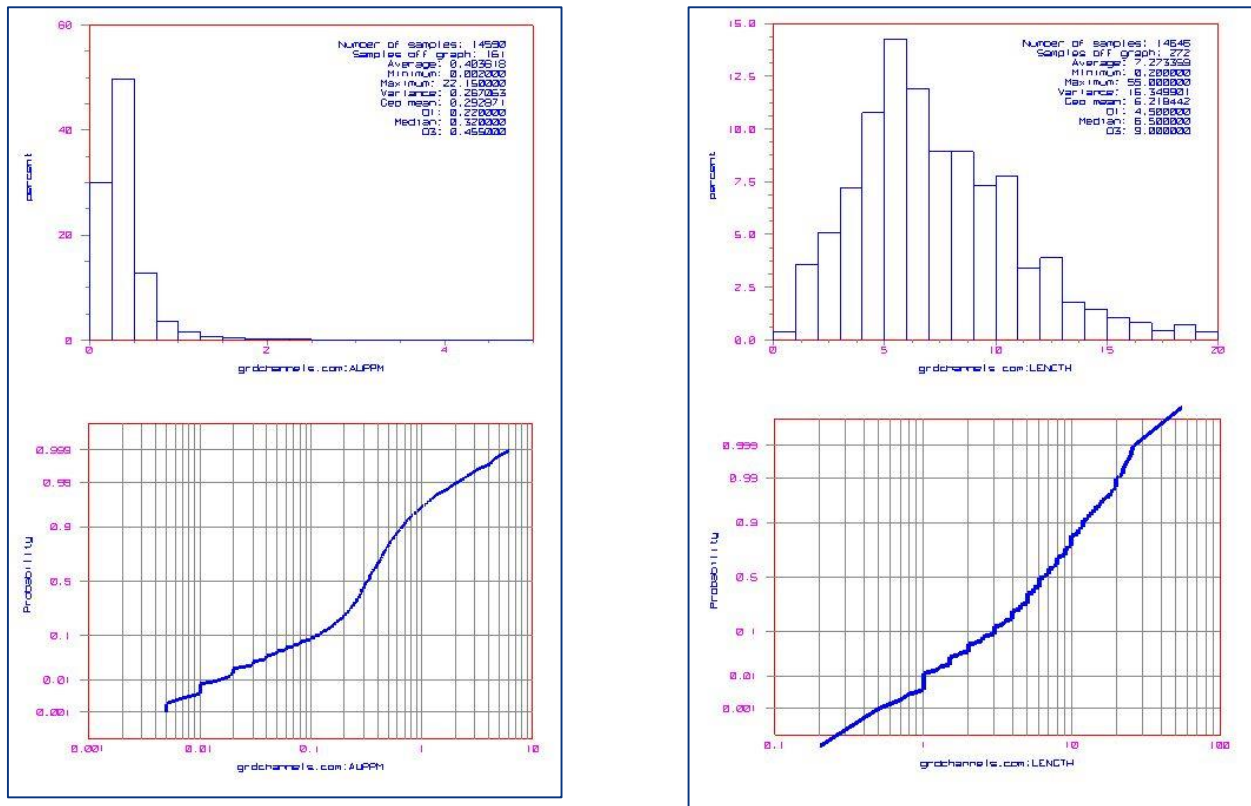 60
40
20
0
percent
Number of samples: 14590
Samples off graph: 161
Average: 0.403618
Minimum: 0.002000
Maximum: 22.150000
Variance: 0.267063
Geo mean: 0.292871
Q1: 0.220000
Median: 0.320000
Q3: 0.455000
0 2 4
grdchannels.com:AUPPM
0.999
0.99
0.9
0.5
0.1
0.01
0.001
Probability
0.001 0.01 0.1 1 10
grdchannels.com:AUPPM
15.0
12.5
10.0
7.5
5.0
2.5
0.0
percent
Number of samples: 14646
Samples off graph: 272
Average: 7.273369
Minimum: 0.200000
Maximum: 55.000000
Variance: 16.349901
Geo mean: 6.218442
Q1: 4.500000
Median: 6.500000
Q3: 9.000000
0 5 10 15 20
grdchannels.com:LENGTH
0.999
0.99
0.9
0.5
0.1
0.01
0.001
Probability
0.1 1 10 100
grdchannels.com:LENGTH